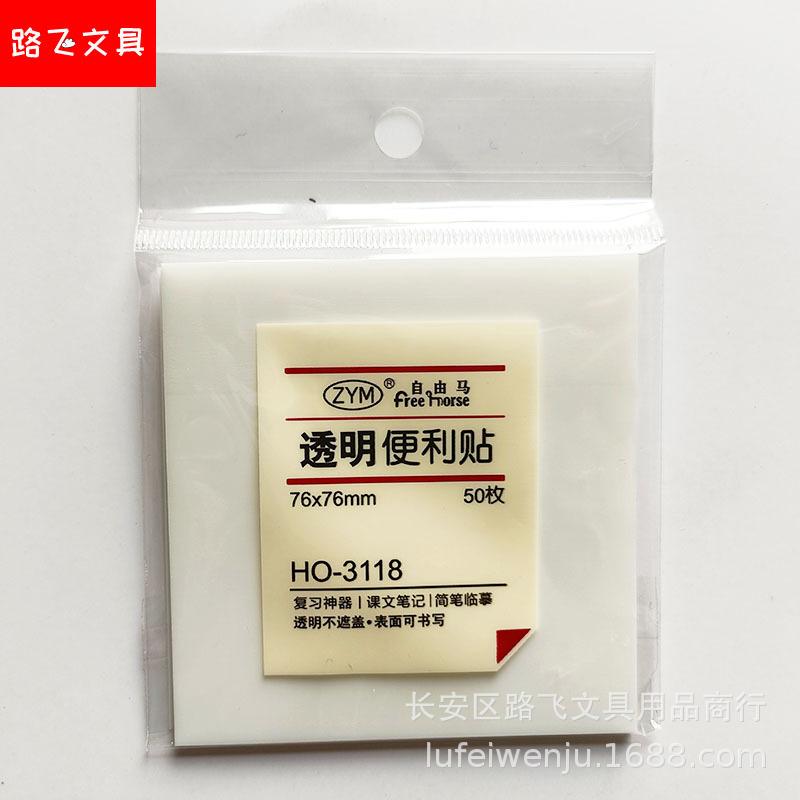 路飞文具
ZYM® 自由马
Free Horse
透明便利贴
76x76mm 50枚
HO-3118
复习神器|课文笔记|简笔临摹
透明不遮盖·表面可书写
长安区路飞文具用品商行
lufeiwenju.1688.com